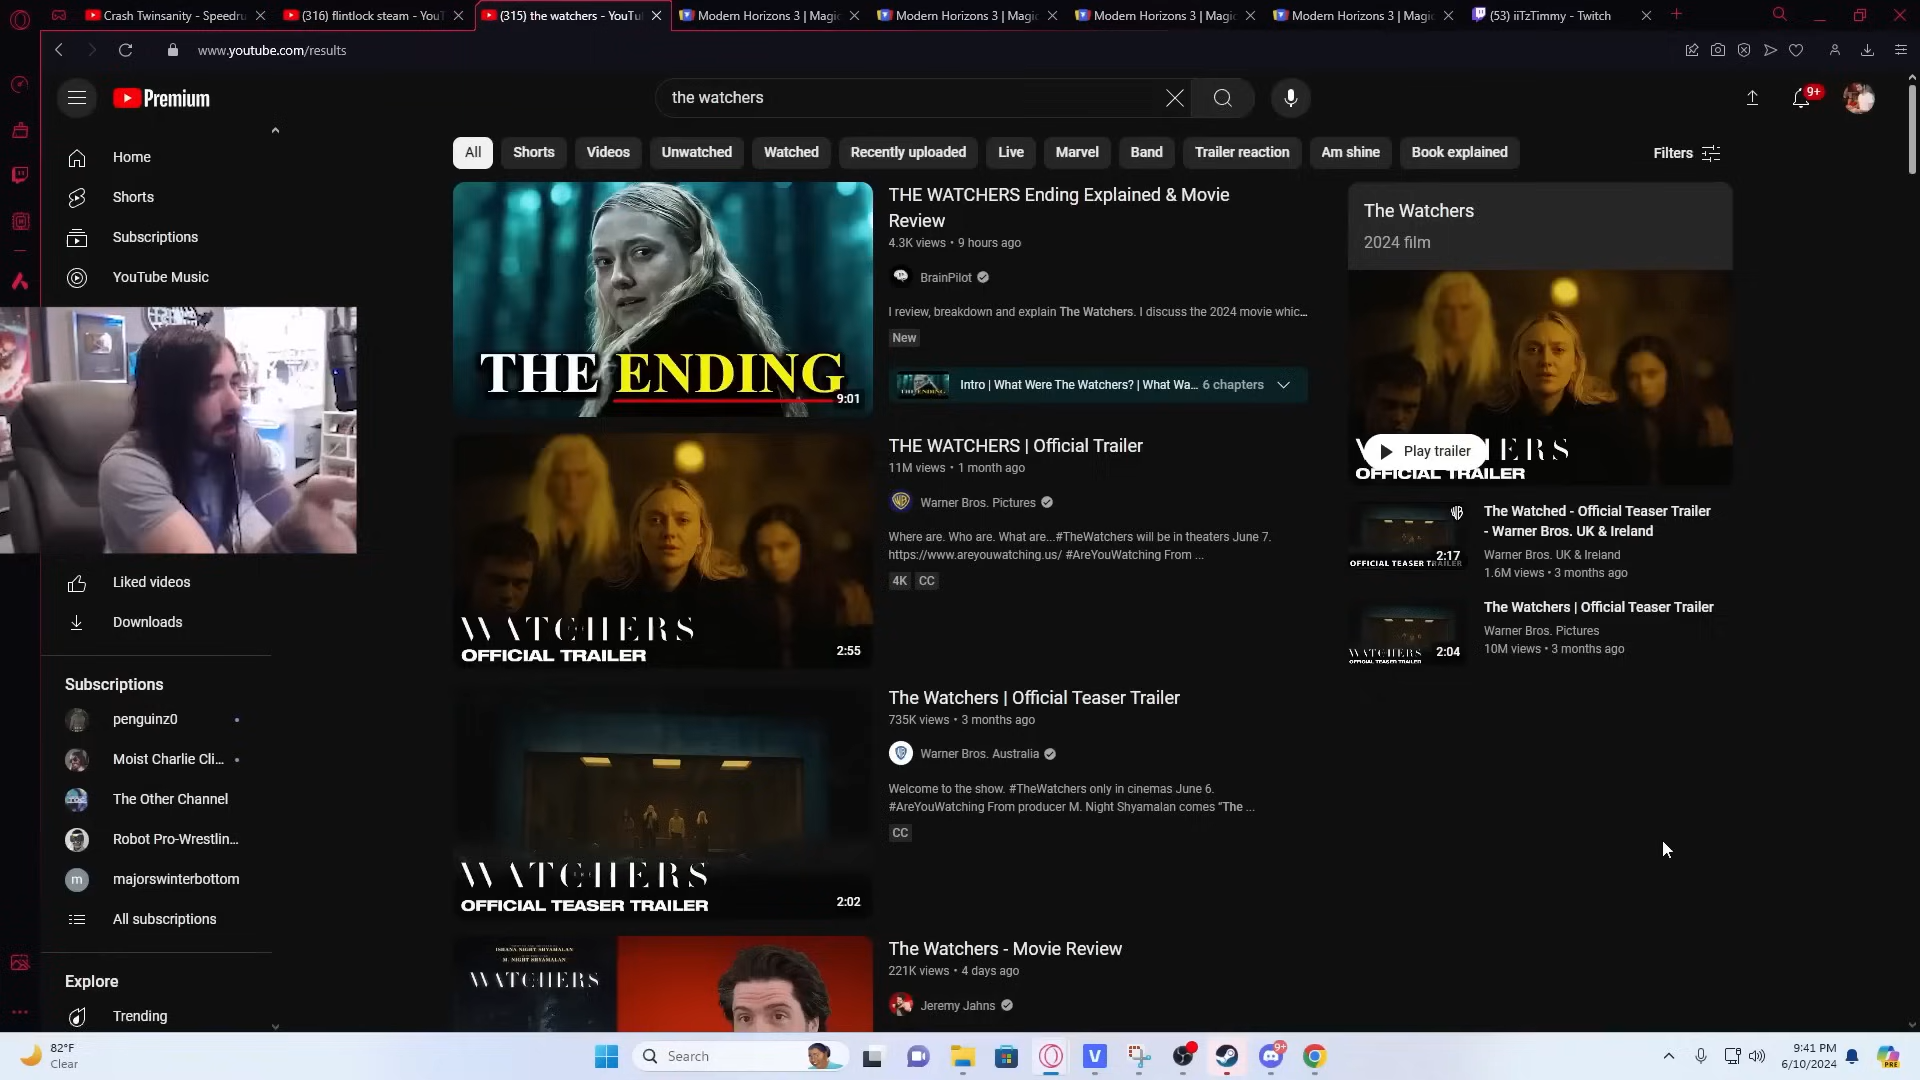 Crash Twinsanity - Speedru
(316) flintlock steam - YouT
(315) the watchers - YouTu
Modern Horizons 3 | Magic
Modern Horizons 3 | Magic
Modern Horizons 3 | Magic
Modern Horizons 3 | Magic
(53) iiTzTimmy - Twitch
www.youtube.com/results
Premium
the watchers
9+
Home
Shorts
Subscriptions
YouTube Music
Liked videos
Downloads
Subscriptions
penguinz0
Moist Charlie Cli...
The Other Channel
Robot Pro-Wrestlin...
m
majorswinterbottom
All subscriptions
Explore
Trending
All
Shorts
Videos
Unwatched
Watched
Recently uploaded
Live
Marvel
Band
Trailer reaction
Am shine
Book explained
Filters
THE ENDING
9:01
THE WATCHERS Ending Explained & Movie
Review
4.3K views • 9 hours ago
BrainPilot
I review, breakdown and explain The Watchers. I discuss the 2024 movie whic...
New
Intro | What Were The Watchers? | What Wa... 6 chapters
WATCHERS
OFFICIAL TRAILER
2:55
THE WATCHERS | Official Trailer
11M views • 1 month ago
Warner Bros. Pictures
Where are. Who are. What are...#TheWatchers will be in theaters June 7.
https://www.areyouwatching.us/ #AreYouWatching From ...
4K
CC
WATCHERS
OFFICIAL TEASER TRAILER
2:02
The Watchers | Official Teaser Trailer
735K views • 3 months ago
Warner Bros. Australia
Welcome to the show. #TheWatchers only in cinemas June 6.
#AreYouWatching From producer M. Night Shyamalan comes “The ...
CC
ISHANA NIGHT SHYAMALAN
M. NIGHT SHYAMALAN
WATCHERS
The Watchers - Movie Review
221K views • 4 days ago
Jeremy Jahns
The Watchers
2024 film
Play trailer
OFFICIAL TRAILER
OFFICIAL TEASER TRAILER
2:17
The Watched - Official Teaser Trailer
- Warner Bros. UK & Ireland
Warner Bros. UK & Ireland
1.6M views • 3 months ago
WATCHERS
2:04
The Watchers | Official Teaser Trailer
Warner Bros. Pictures
10M views • 3 months ago
82°F
Clear
Search
9+
9:41 PM
6/10/2024
PRE